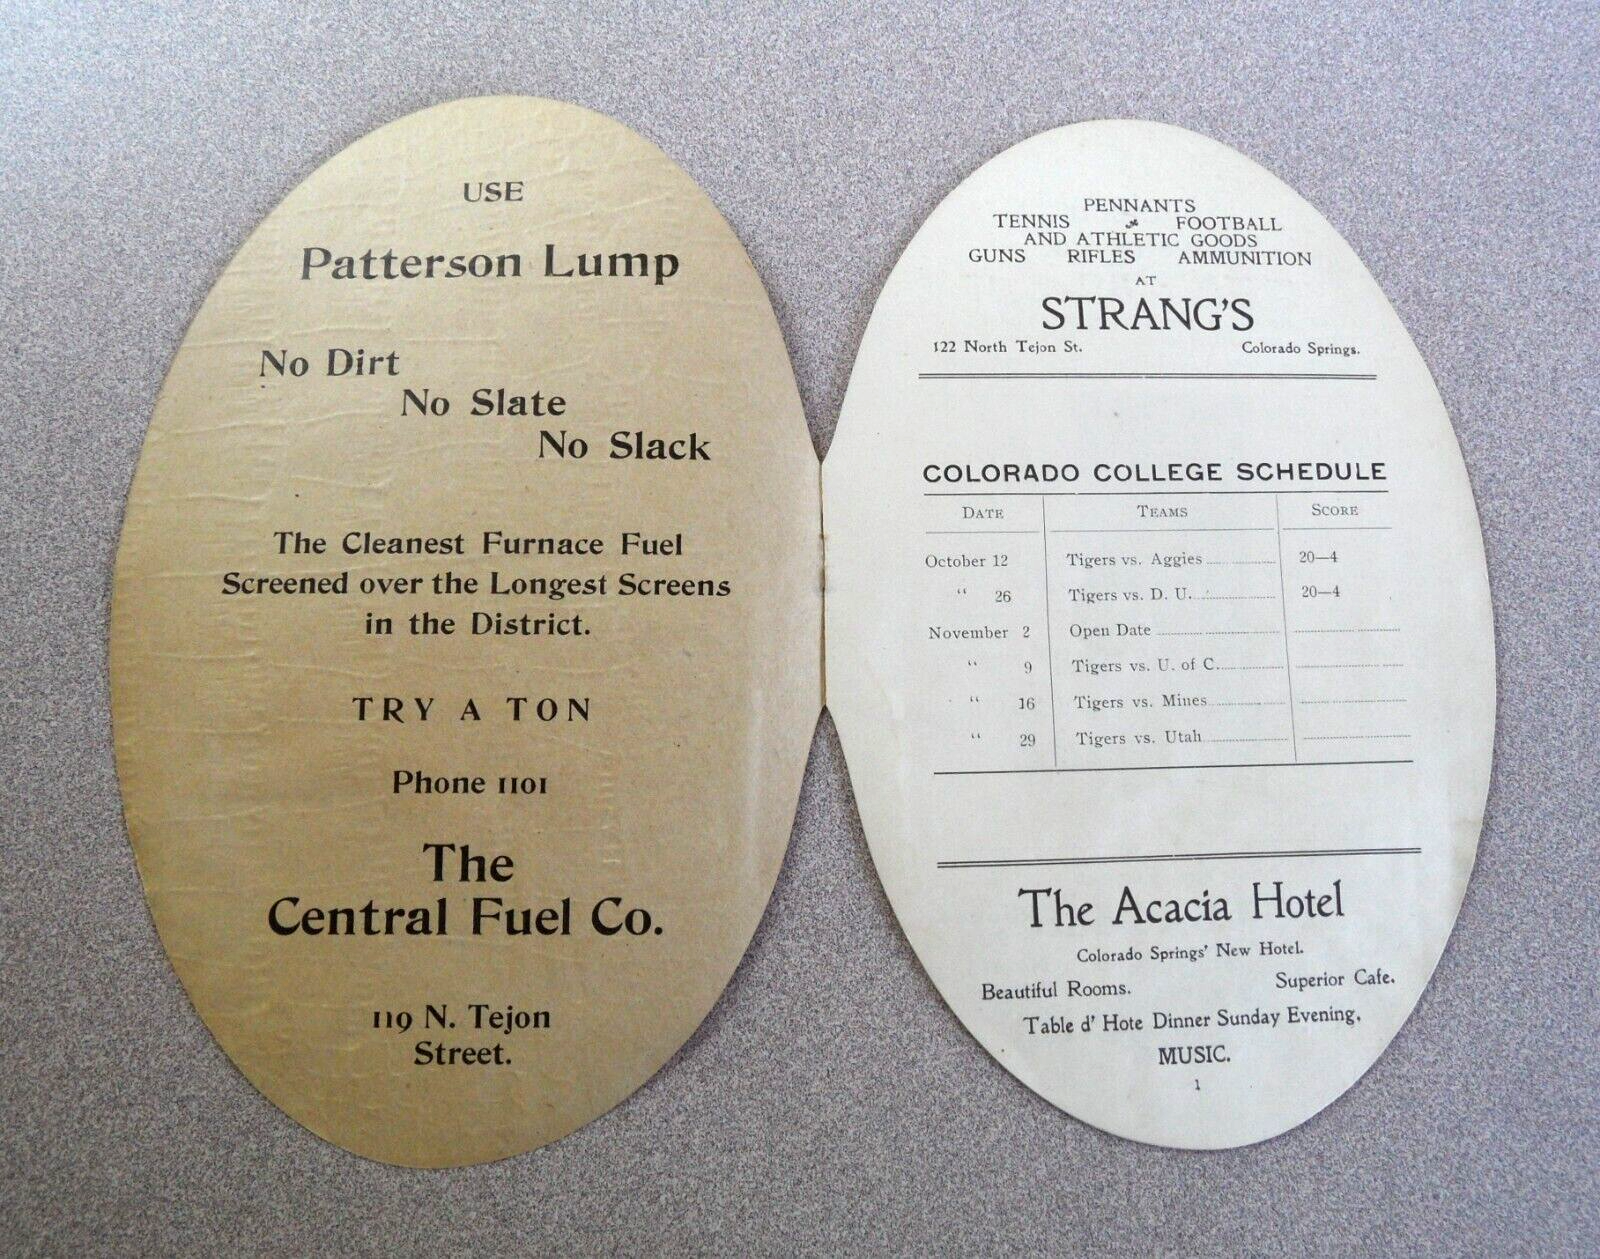 USE
Patterson Lump
No Dirt
No Slate
No Slack
The Cleanest Furnace Fuel
Screened over the Longest Screens
in the District.
TRY A TON
Phone 1101
The
Central Fuel Co.
119 N. Tejon
Street.
PENNANTS
TENNIS FOOTBALL
AND ATHLETIC GOODS
GUNS RIFLES AMMUNITION
AT
STRANG'S
122 North Tejon St. Colorado Springs.
COLORADO COLLEGE SCHEDULE
DATE TEAMS SCORE
October 12 Tigers vs. Aggies 20—4
" 26 Tigers vs. D. U. 20—4
November 2 Open Date
" 9 Tigers vs. U. of C.
" 16 Tigers vs. Mines
" 29 Tigers vs. Utah
The Acacia Hotel
Colorado Springs' New Hotel.
Beautiful Rooms. Superior Cafe.
Table d' Hote Dinner Sunday Evening.
MUSIC.
1